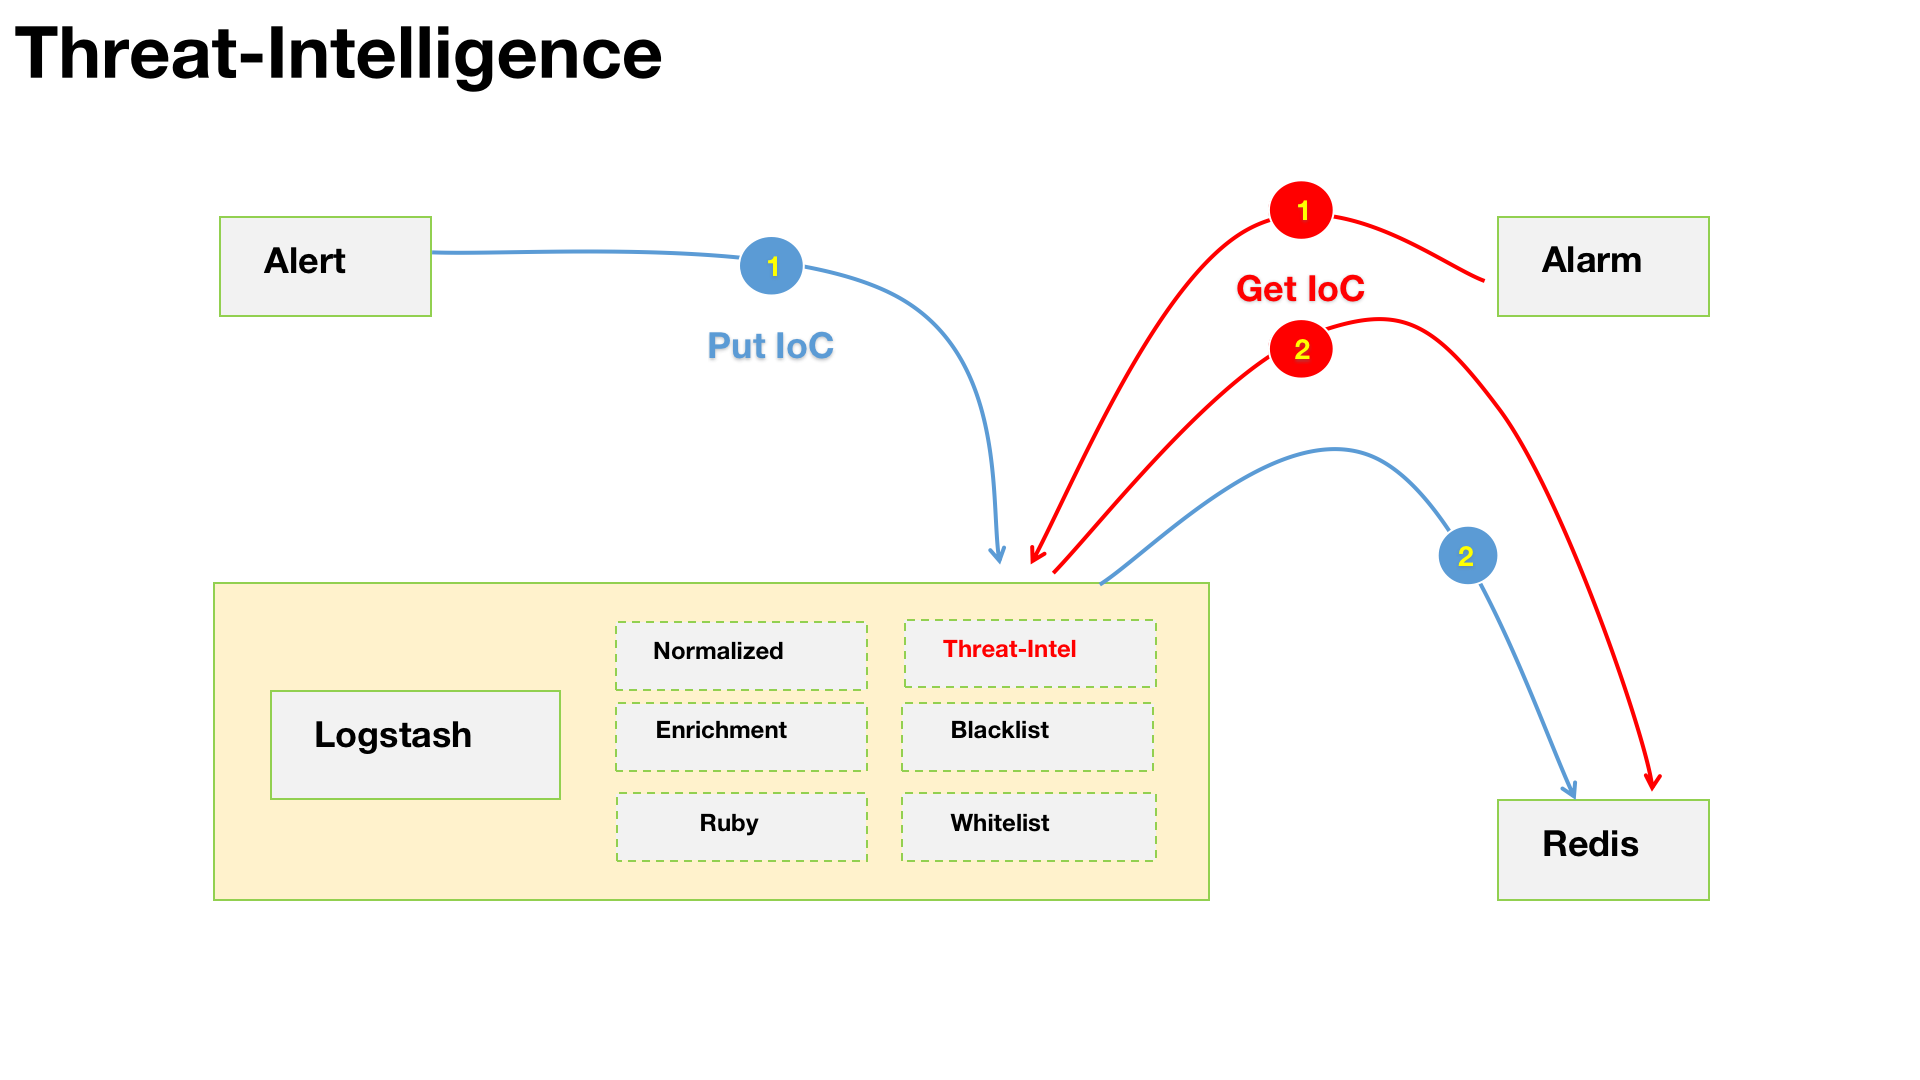 Threat-Intelligence
Alert
1
Put IoC
1
Get IoC
2
Alarm
2
Logstash
Normalized
Threat-Intel
Enrichment
Blacklist
Ruby
Whitelist
Redis